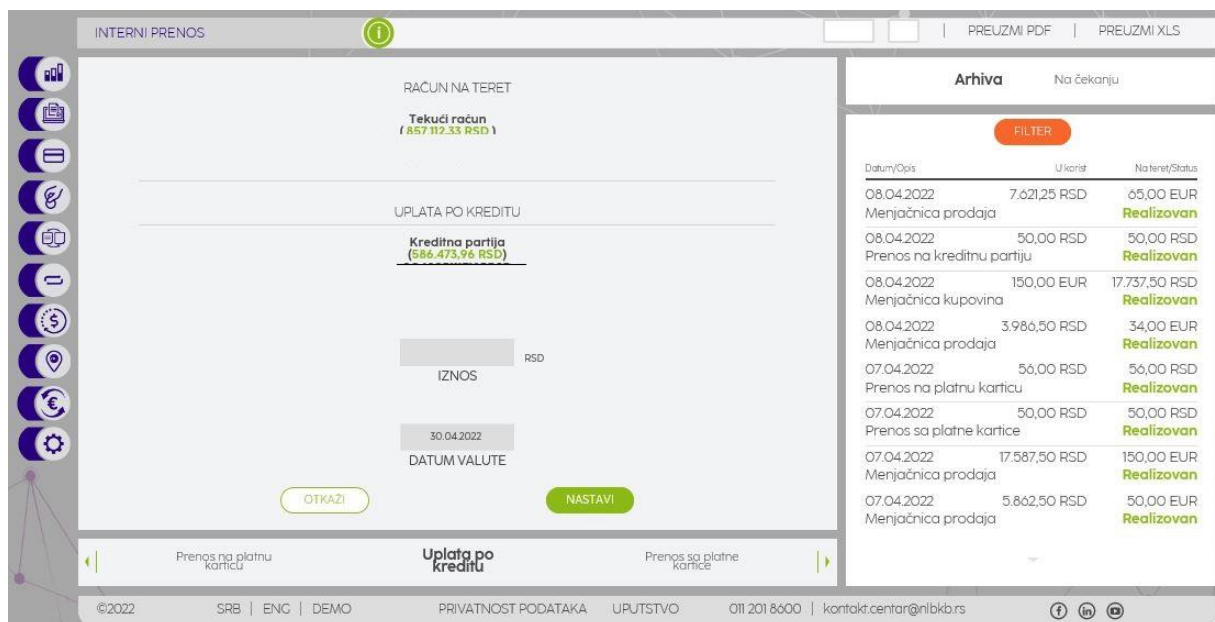 INTERNI PRENOS
i
PREUZMI PDF | PREUZMI XLS
RAČUN NA TERET
Tekući račun
( 857.112.33 RSD )
UPLATA PO KREDITU
Kreditna partija
(586.473,96 RSD)
RSD
IZNOS
30.04.2022
DATUM VALUTE
OTKAŽI
NASTAVI
Prenos na platnu
karticu
Uplata po
kreditu
Prenos sa platne
kartice
Arhiva Na čekanju
FILTER
Datum/Opis U korist Na teret/Status
08.04.2022 7.621,25 RSD 65,00 EUR
Menjačnica prodaja Realizovan
08.04.2022 50,00 RSD 50,00 RSD
Prenos na kreditnu partiju Realizovan
08.04.2022 150,00 EUR 17.737,50 RSD
Menjačnica kupovina Realizovan
08.04.2022 3.986,50 RSD 34,00 EUR
Menjačnica prodaja Realizovan
07.04.2022 56,00 RSD 56,00 RSD
Prenos na platnu karticu Realizovan
07.04.2022 50,00 RSD 50,00 RSD
Prenos sa platne kartice Realizovan
07.04.2022 17.587,50 RSD 150,00 EUR
Menjačnica prodaja Realizovan
07.04.2022 5.862,50 RSD 50,00 EUR
Menjačnica prodaja Realizovan
©2022 SRB | ENG | DEMO PRIVATNOST PODATAKA UPUTSTVO 011 201 8600 | kontakt.centar@nlbkb.rs